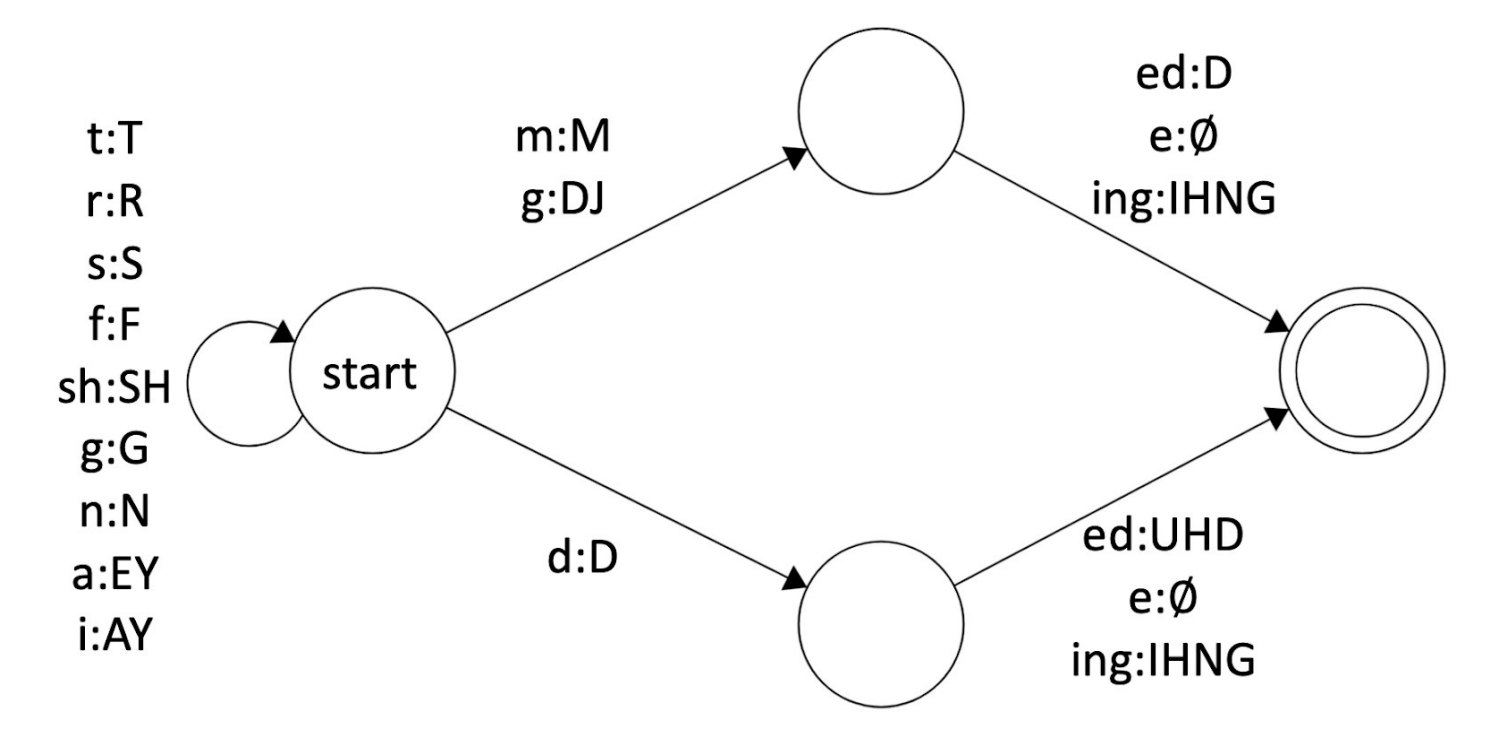 t:T
r:R
s:S
f:F
sh:SH
g:G
n:N
a:EY
i:AY
start
m:M
g:DJ
d:D
ed:D
e:Ø
ing:IHNG
ed:UHD
e:Ø
ing:IHNG